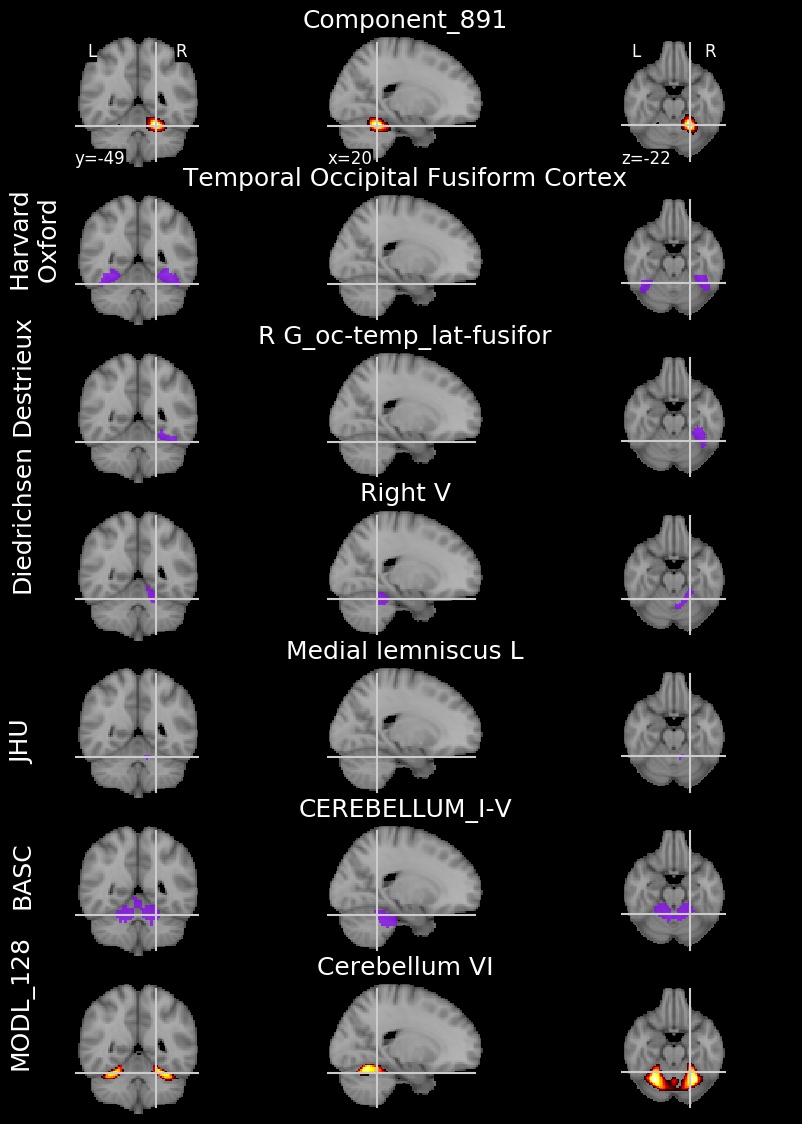 Component_891
L R L R
y=-49 x=20 z=-22
Temporal Occipital Fusiform Cortex
Harvard
Oxford
R G_oc-temp_lat-fusifor
Destrieux
Right V
Diedrichsen
Medial lemniscus L
JHU
CEREBELLUM_I-V
BASC
Cerebellum VI
MODL_128